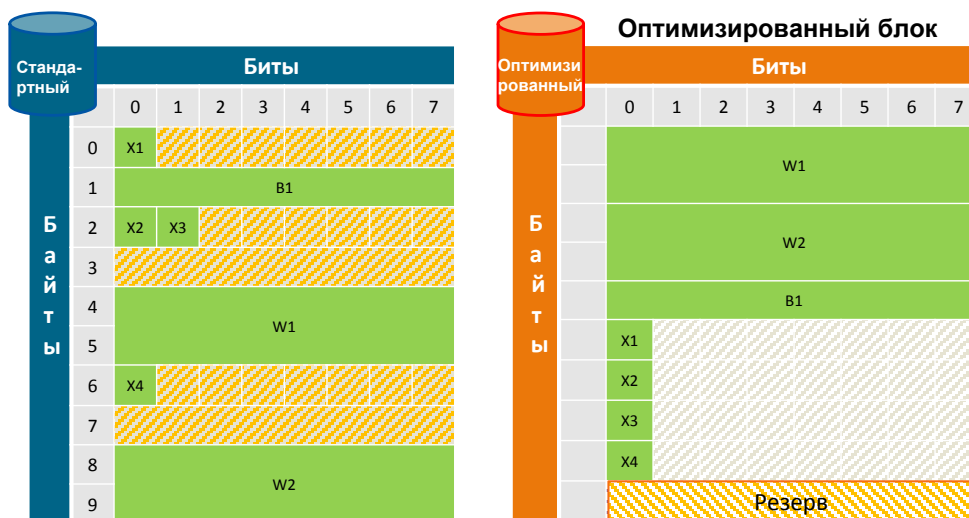 Оптимизированный блок
Станда-
ртный
Биты
0 1 2 3 4 5 6 7
Байты
0 X1
1 B1
2 X2 X3
3
4
W1
5
6 X4
7
8
W2
9
Оптимизи
рованный
Биты
0 1 2 3 4 5 6 7
Байты
W1
W2
B1
X1
X2
X3
X4
Резерв